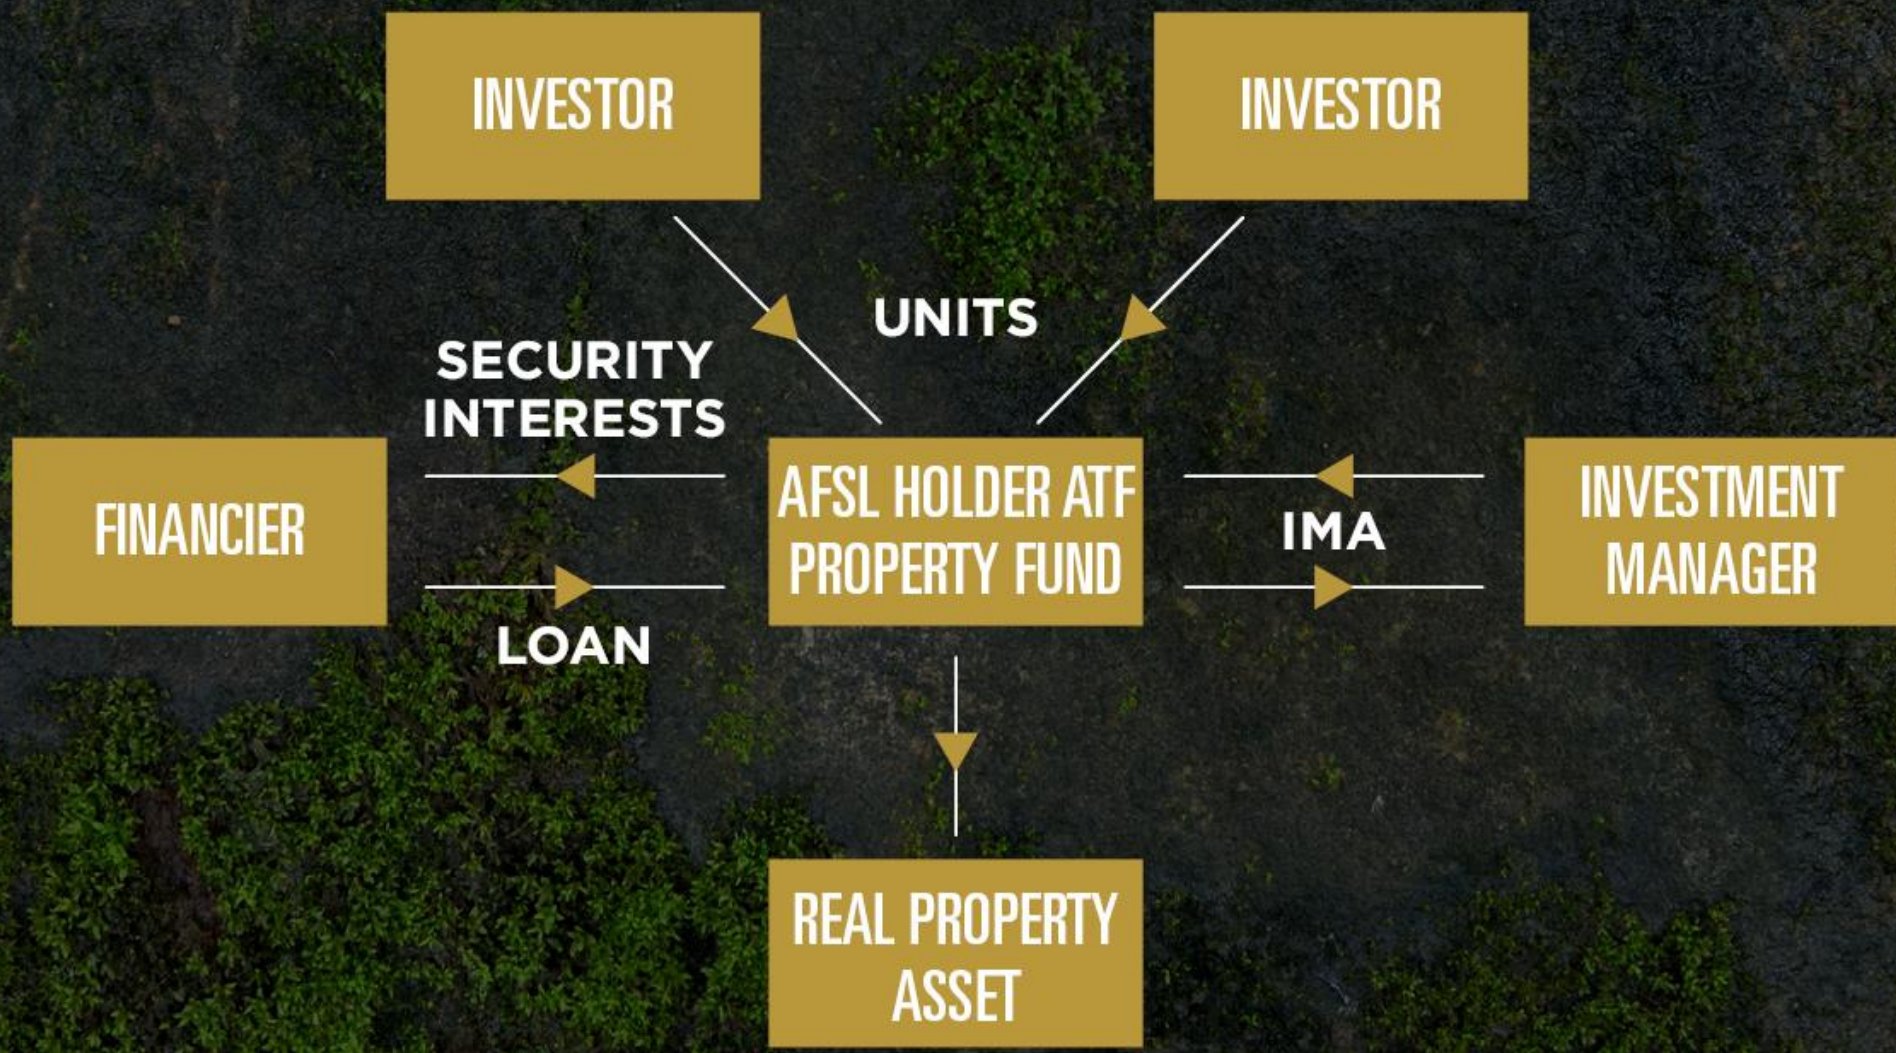 INVESTOR
INVESTOR
UNITS
SECURITY
INTERESTS
FINANCIER
AFSL HOLDER ATF
PROPERTY FUND
IMA
INVESTMENT
MANAGER
LOAN
REAL PROPERTY
ASSET